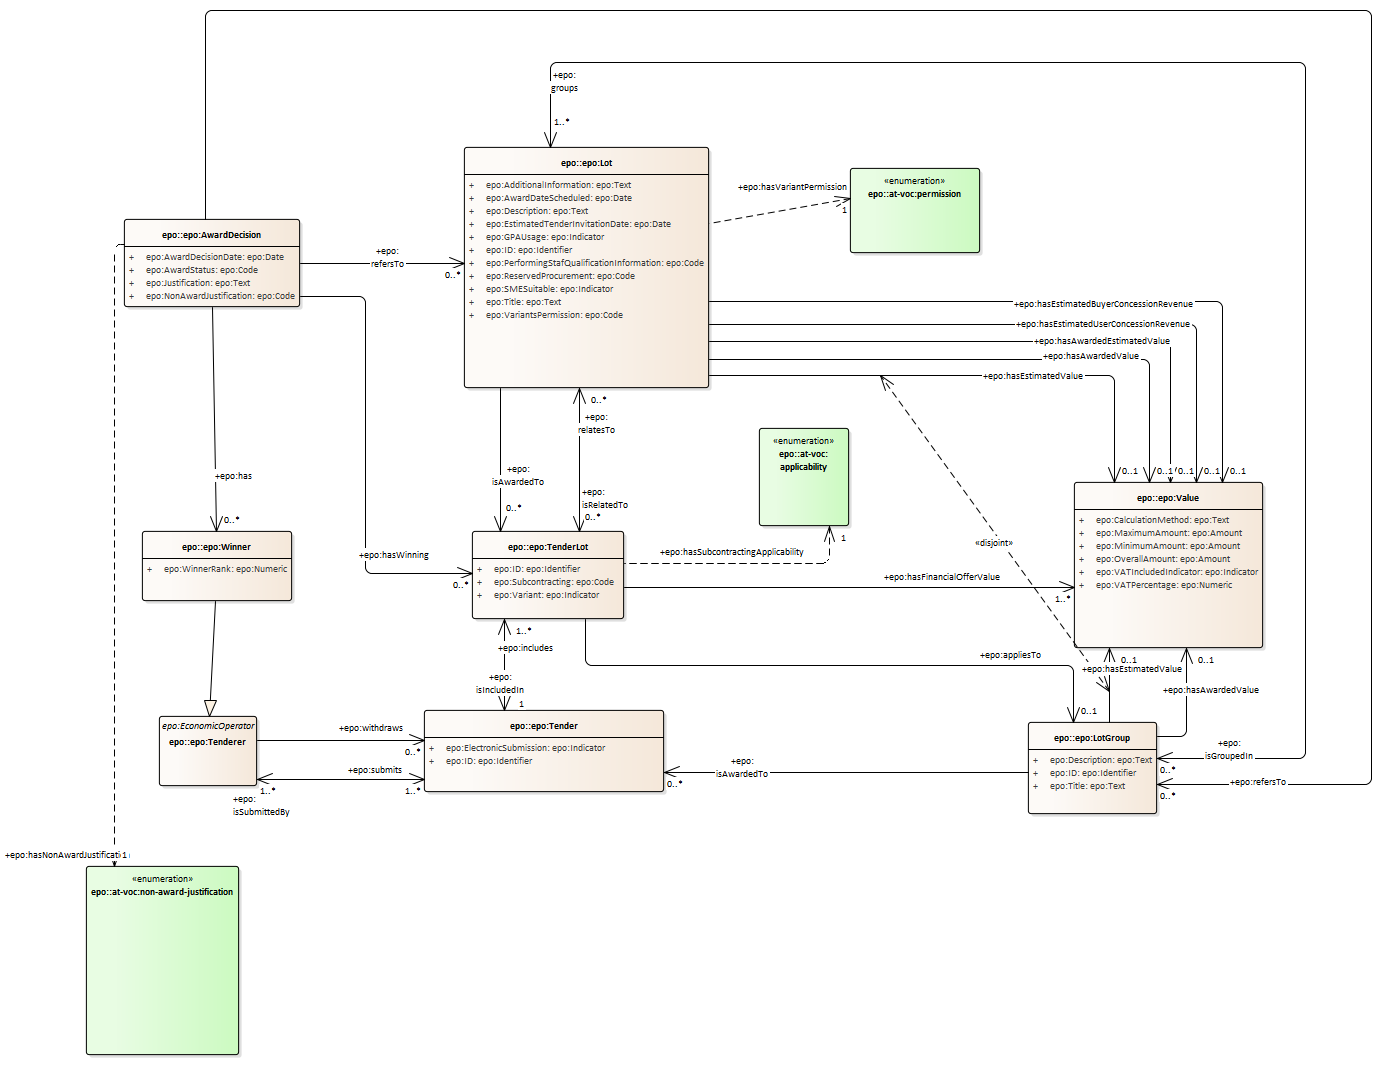 +epo:
groups
1..*
epo::epo:Lot
+ epo:AdditionalInformation: epo:Text
+ epo:AwardDateScheduled: epo:Date
+ epo:Description: epo:Text
+ epo:EstimatedTenderInvitationDate: epo:Date
+ epo:GPAUsage: epo:Indicator
+ epo:ID: epo:Identifier
+ epo:PerformingStafQualificationInformation: epo:Code
+ epo:ReservedProcurement: epo:Code
+ epo:SMESuitable: epo:Indicator
+ epo:Title: epo:Text
+ epo:VariantsPermission: epo:Code
+epo:hasVariantPermission
1
«enumeration»
epo::at-voc:permission
epo::epo:AwardDecision
+ epo:AwardDecisionDate: epo:Date
+ epo:AwardStatus: epo:Code
+ epo:Justification: epo:Text
+ epo:NonAwardJustification: epo:Code
+epo:
refersTo
0..*
+epo:hasEstimatedBuyerConcessionRevenue
+epo:hasEstimatedUserConcessionRevenue
+epo:hasAwardedEstimatedValue
+epo:hasAwardedValue
+epo:hasEstimatedValue
0..*
+epo:
relatesTo
«enumeration»
epo::at-voc:
applicability
+epo:
isAwardedTo
0..*
+epo:
isRelatedTo
0..*
+epo:has
0..*
0..1
0..1
0..1
0..1
0..1
epo::epo:Value
+ epo:CalculationMethod: epo:Text
+ epo:MaximumAmount: epo:Amount
+ epo:MinimumAmount: epo:Amount
+ epo:OverallAmount: epo:Amount
+ epo:VATIncludedIndicator: epo:Indicator
+ epo:VATPercentage: epo:Numeric
«disjoint»
epo::epo:Winner
+ epo:WinnerRank: epo:Numeric
+epo:hasWinning
0..*
epo::epo:TenderLot
+ epo:ID: epo:Identifier
+ epo:Subcontracting: epo:Code
+ epo:Variant: epo:Indicator
+epo:hasSubcontractingApplicability
1
+epo:hasFinancialOfferValue
1..*
1..*
+epo:includes
+epo:
isIncludedIn
1
+epo:appliesTo
0..1
0..1
+epo:hasEstimatedValue
0..1
+epo:hasAwardedValue
epo:EconomicOperator
epo::epo:Tenderer
+epo:withdraws
0..*
+epo:submits
1..*
1..*
+epo:
isSubmittedBy
epo::epo:Tender
+ epo:ElectronicSubmission: epo:Indicator
+ epo:ID: epo:Identifier
+epo:
isAwardedTo
0..*
epo::epo:LotGroup
+ epo:Description: epo:Text
+ epo:ID: epo:Identifier
+ epo:Title: epo:Text
+epo:
isGroupedIn
0..*
+epo:refersTo
0..*
+epo:hasNonAwardJustificati
1
«enumeration»
epo::at-voc:non-award-justification